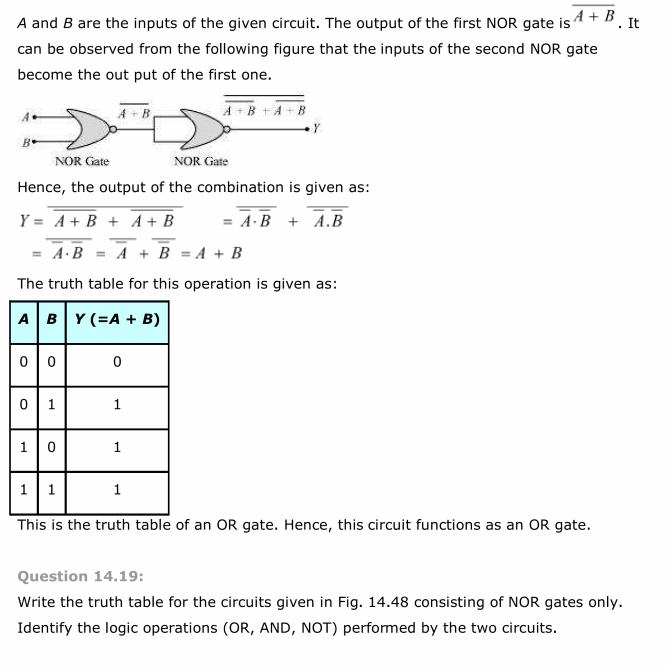 A and B are the inputs of the given circuit. The output of the first NOR gate is $\overline{A + B}$. It
can be observed from the following figure that the inputs of the second NOR gate
become the out put of the first one.
$\overline{A + B}$ $\overline{\overline{A + B} + \overline{A + B}}$
A
Y
B
NOR Gate NOR Gate
Hence, the output of the combination is given as:
Y = $\overline{\overline{A + B} + \overline{A + B}}$ = $\overline{\overline{A}·\overline{B} + \overline{A}.\overline{B}}$
= $\overline{\overline{A}·\overline{B}}$ = $\overline{\overline{A}} + \overline{\overline{B}}$ = A + B
The truth table for this operation is given as:
A B Y (=A + B)
0 0 0
0 1 1
1 0 1
1 1 1
This is the truth table of an OR gate. Hence, this circuit functions as an OR gate.
Question 14.19:
Write the truth table for the circuits given in Fig. 14.48 consisting of NOR gates only.
Identify the logic operations (OR, AND, NOT) performed by the two circuits.